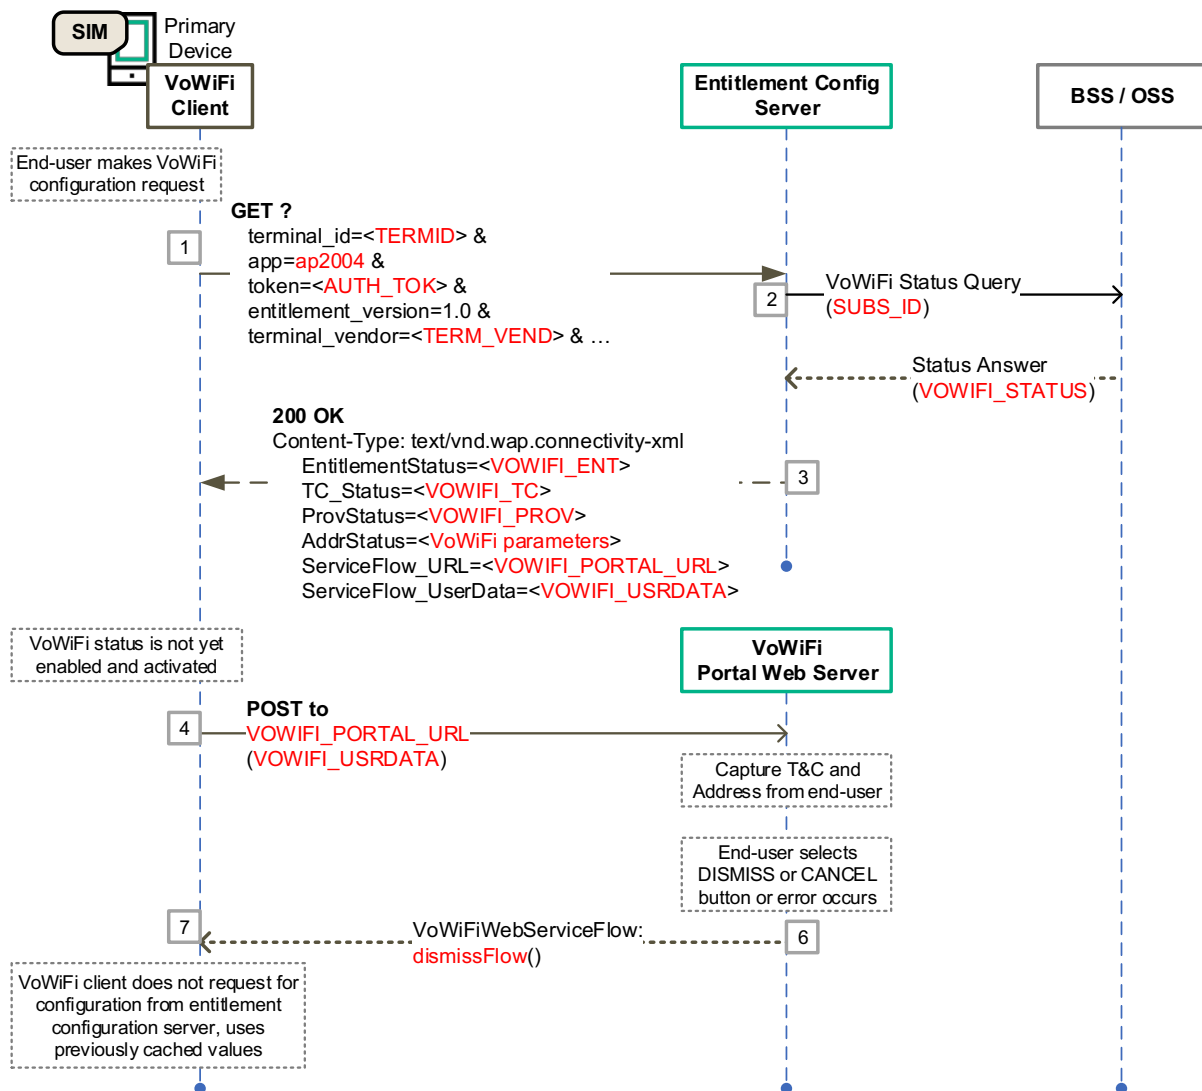 SIM
Primary
Device
VoWiFi
Client
Entitlement Config
Server
BSS / OSS
End-user makes VoWiFi
configuration request
1
GET ?
terminal_id=<TERMID> &
app=ap2004 &
token=<AUTH_TOK> &
entitlement_version=1.0 &
terminal_vendor=<TERM_VEND> & …
2
VoWiFi Status Query
(SUBS_ID)
Status Answer
(VOWIFI_STATUS)
200 OK
Content-Type: text/vnd.wap.connectivity-xml
EntitlementStatus=<VOWIFI_ENT>
TC_Status=<VOWIFI_TC>
ProvStatus=<VOWIFI_PROV>
AddrStatus=<VoWiFi parameters>
ServiceFlow_URL=<VOWIFI_PORTAL_URL>
ServiceFlow_UserData=<VOWIFI_USRDATA>
3
VoWiFi status is not yet
enabled and activated
VoWiFi
Portal Web Server
4
POST to
VOWIFI_PORTAL_URL
(VOWIFI_USRDATA)
Capture T&C and
Address from end-user
End-user selects
DISMISS or CANCEL
button or error occurs
7
VoWiFiWebServiceFlow:
dismissFlow()
6
VoWiFi client does not request for
configuration from entitlement
configuration server, uses
previously cached values